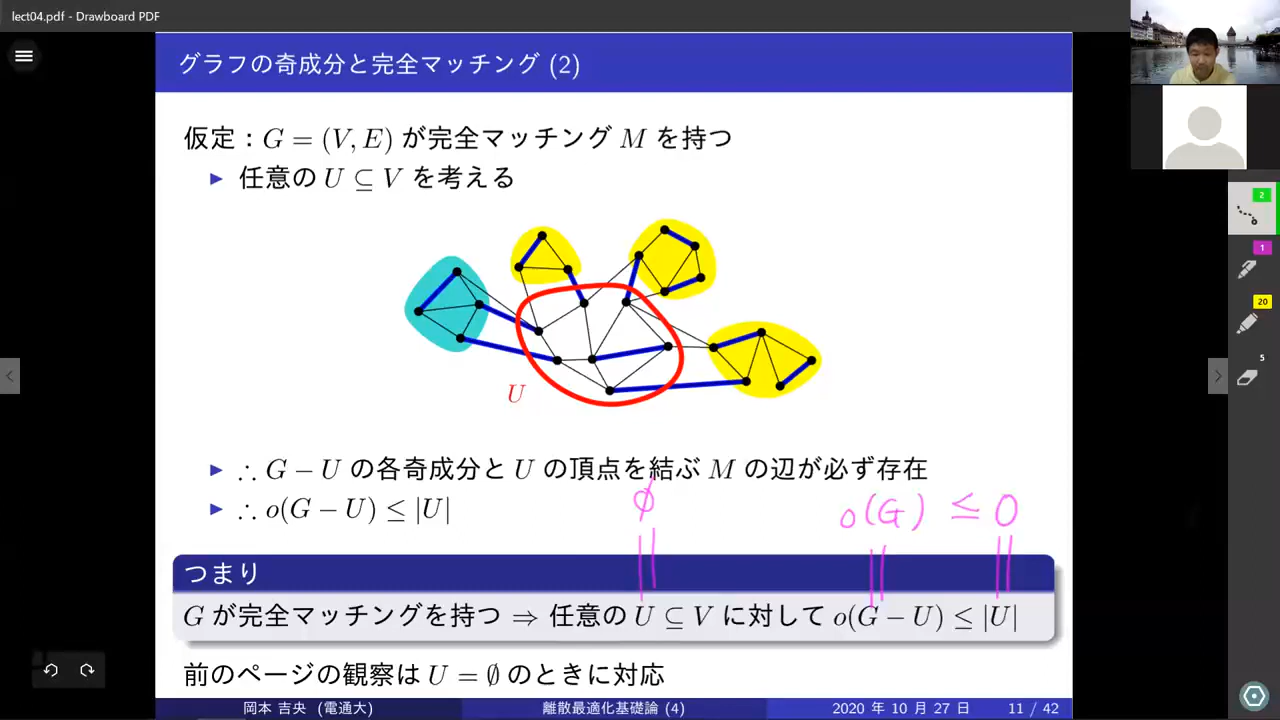 lect04.pdf - Drawboard PDF
グラフの奇成分と完全マッチング (2)
仮定：G = (V, E) が完全マッチング M を持つ
▶ 任意の U ⊆ V を考える
U
▶ ∴ G − U の各奇成分と U の頂点を結ぶ M の辺が必ず存在
▶ ∴ o(G − U) ≤ |U|
∅
o(G) ≤ 0
つまり
G が完全マッチングを持つ ⇒ 任意の U ⊆ V に対して o(G − U) ≤ |U|
前のページの観察は U = ∅ のときに対応
岡本 吉央 (電通大)
離散最適化基礎論 (4)
2020 年 10 月 27 日
11 / 42
2
1
20
5